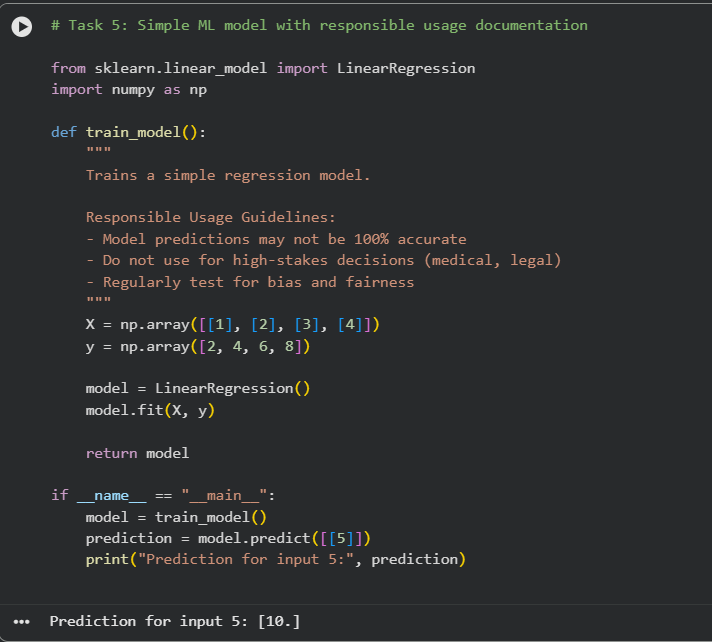 # Task 5: Simple ML model with responsible usage documentation
from sklearn.linear_model import LinearRegression
import numpy as np
def train_model():
    """
    Trains a simple regression model.
    Responsible Usage Guidelines:
    - Model predictions may not be 100% accurate
    - Do not use for high-stakes decisions (medical, legal)
    - Regularly test for bias and fairness
    """
    X = np.array([[1], [2], [3], [4]])
    y = np.array([2, 4, 6, 8])
    model = LinearRegression()
    model.fit(X, y)
    return model
if __name__ == "__main__":
    model = train_model()
    prediction = model.predict([[5]])
    print("Prediction for input 5:", prediction)
Prediction for input 5: [10.]